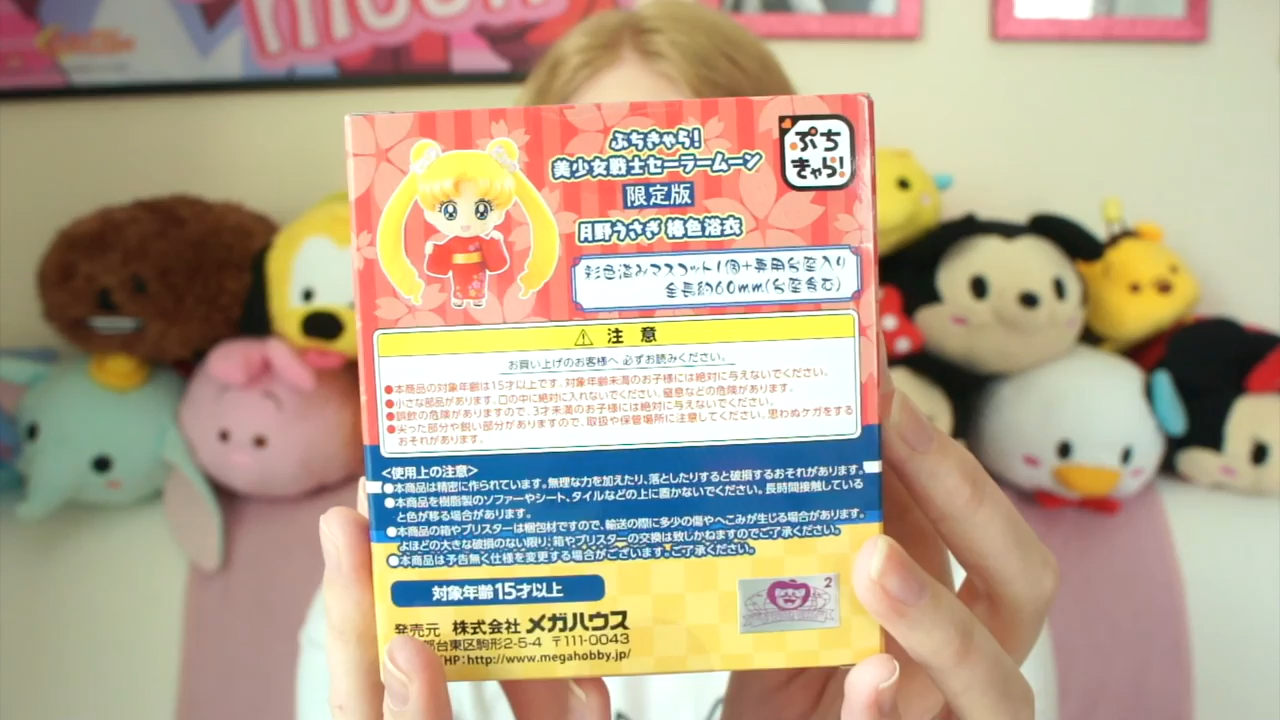 moon
ぷちきゃら!
美少女戦士セーラームーン
限定版
月野うさぎ 梅色浴衣
ぷち
きゃら!
彩色済みマスコット1個+専用台座入り
全長約60mm(台座含む)
⚠ 注意
お買い上げのお客様へ 必ずお読みください。
●本商品の対象年齢は15才以上です。対象年齢未満のお子様には絶対に与えないでください。
●小さな部品があります。口の中に絶対に入れないでください。窒息などの危険があります。
●誤飲の危険がありますので、3才未満のお子様には絶対に与えないでください。
●尖った部分や鋭い部分がありますので、取扱や保管場所に注意してください。思わぬケガをする
おそれがあります。
<使用上の注意>
●本商品は精密に作られています。無理な力を加えたり、落としたりすると破損するおそれがあります。
●本商品を樹脂製のソファーやシート、タイルなどの上に置かないでください。長時間接触している
と色が移る場合があります。
●本商品の箱やブリスターは梱包材ですので、輸送の際に多少の傷やへこみが生じる場合があります。
よほどの大きな破損のない限り、箱やブリスターの交換は致しかねますのでご了承ください。
●本商品は予告無く仕様を変更する場合がございます。ご了承ください。
対象年齢15才以上
2
発売元 株式会社 メガハウス
都台東区駒形2-5-4 〒111-0043
HP:http://www.megahobby.jp/